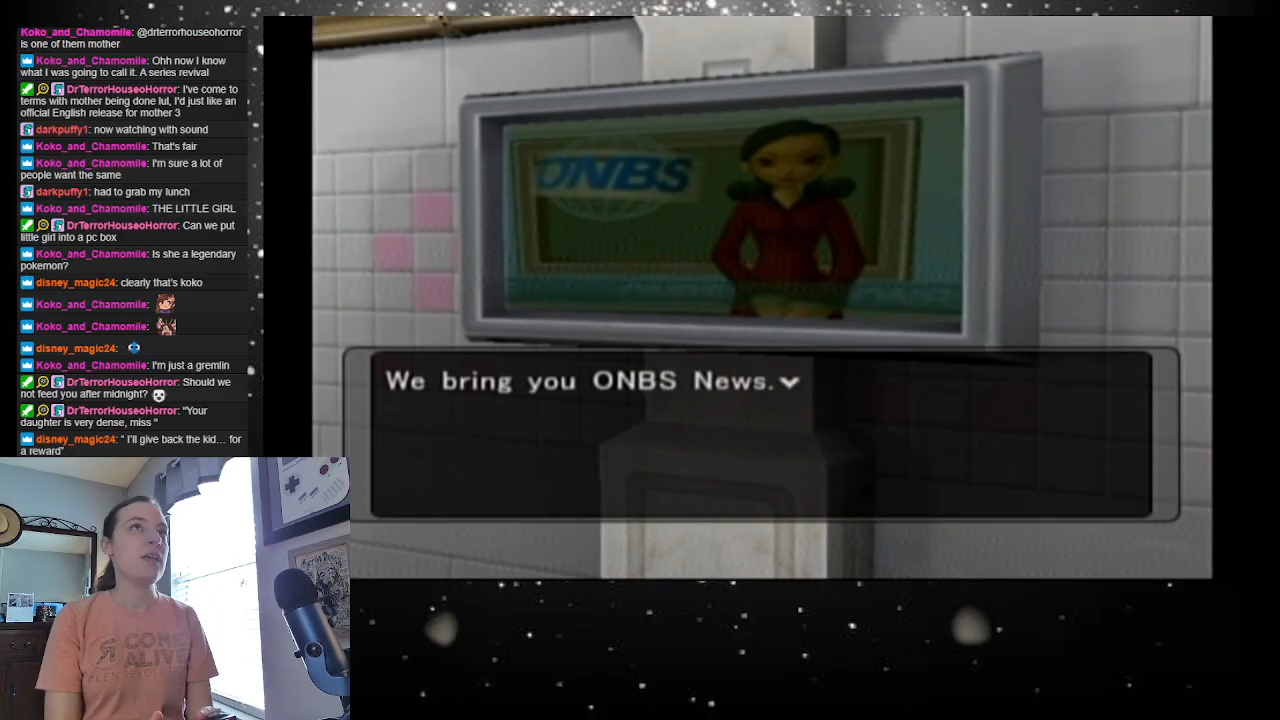 Koko_and_Chamomile: @drterrorhouseohorror
is one of them mother
Koko_and_Chamomile: Ohh now I know
what I was going to call it. A series revival
DrTerrorHouseoHorror: I've come to
terms with mother being done lul, I'd just like an
official English release for mother 3
darkpuffy1: now watching with sound
Koko_and_Chamomile: That's fair
Koko_and_Chamomile: I'm sure a lot of
people want the same
darkpuffy1: had to grab my lunch
Koko_and_Chamomile: THE LITTLE GIRL
DrTerrorHouseoHorror: Can we put
little girl into a pc box
Koko_and_Chamomile: Is she a legendary
pokemon?
disney_magic24: clearly that's koko
Koko_and_Chamomile:
Koko_and_Chamomile:
disney_magic24:
Koko_and_Chamomile: I'm just a gremlin
DrTerrorHouseoHorror: Should we
not feed you after midnight?
DrTerrorHouseoHorror: "Your
daughter is very dense, miss "
disney_magic24: “ I'll give back the kid… for
a reward”
ONBS
We bring you ONBS News.
COME
ALIVE